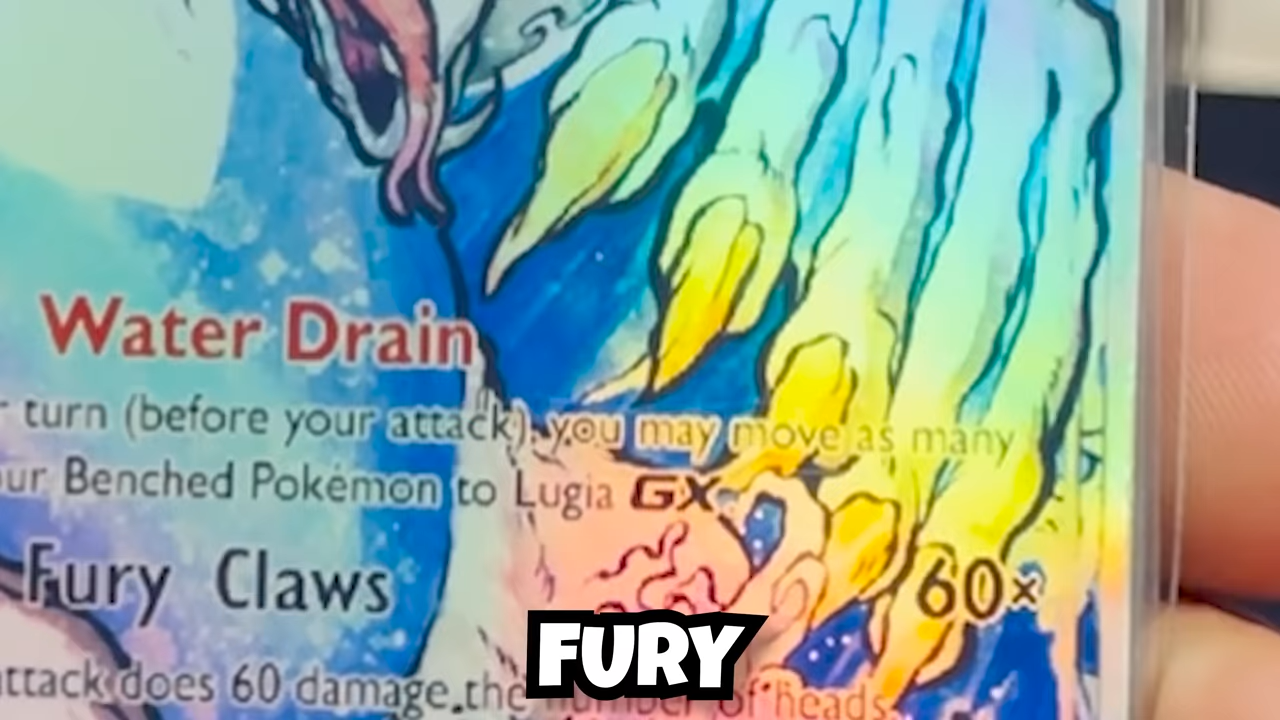 Water Drain
turn (before your attack), you may move as many
ur Benched Pokémon to Lugia GX
Fury Claws 60×
attack does 60 damage the number of heads.
FURY